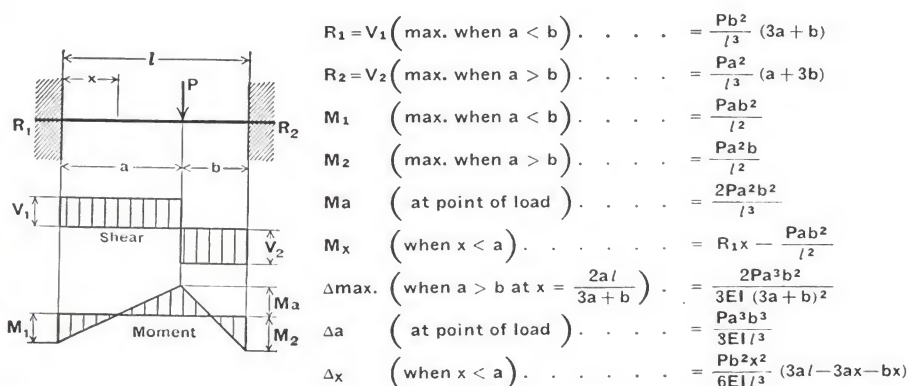 l
x
P
R₁
R₂
a
b
V₁
Shear
V₂
Ma
M₁
Moment
M₂
R₁ = V₁ (max. when a < b) . . . . = Pb²/l³ (3a + b)
R₂ = V₂ (max. when a > b) . . . . = Pa²/l³ (a + 3b)
M₁ (max. when a < b) . . . . = Pab²/l²
M₂ (max. when a > b) . . . . = Pa²b/l²
Ma ( at point of load ) . . . . = 2Pa²b²/l³
Mx (when x < a) . . . . . . = R₁x − Pab²/l²
Δmax. (when a > b at x = 2al/3a + b) . = 2Pa³b²/3EI (3a + b)²
Δa ( at point of load ) . . . . = Pa³b³/3EIl³
Δx (when x < a) . . . . . . = Pb²x²/6EIl³ (3al−3ax−bx)